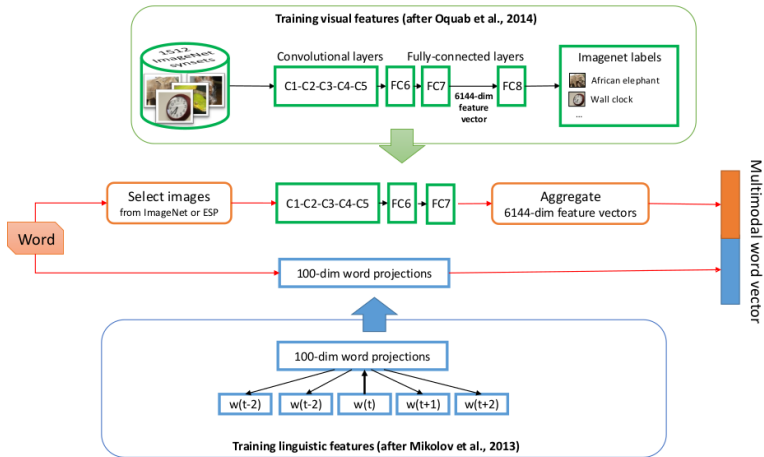 Training visual features (after Oquab et al., 2014)
1512
ImageNet
synsets
Convolutional layers
Fully-connected layers
Imagenet labels
C1-C2-C3-C4-C5
FC6
FC7
6144-dim
feature
vector
FC8
African elephant
Wall clock
...
Word
Select images
from ImageNet or ESP
C1-C2-C3-C4-C5
FC6
FC7
Aggregate
6144-dim feature vectors
Multimodal word vector
100-dim word projections
100-dim word projections
w(t-2)
w(t-2)
w(t)
w(t+1)
w(t+2)
Training linguistic features (after Mikolov et al., 2013)